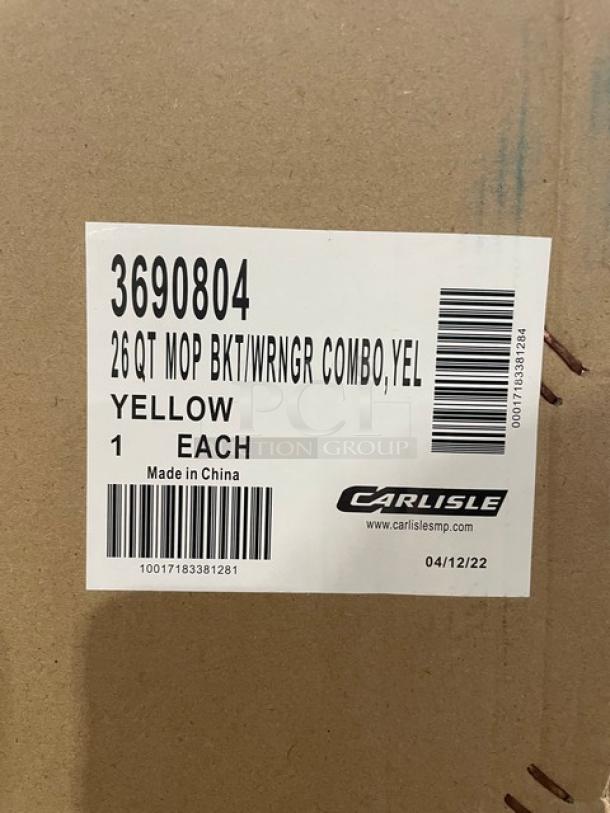 3690804
26 QT MOP BKT/WRNGR COMBO,YEL
YELLOW
1 EACH
Made in China
10017183381281
00017183381284
CARLISLE
www.carlislesmp.com
04/12/22
PCI
AUCTION GROUP